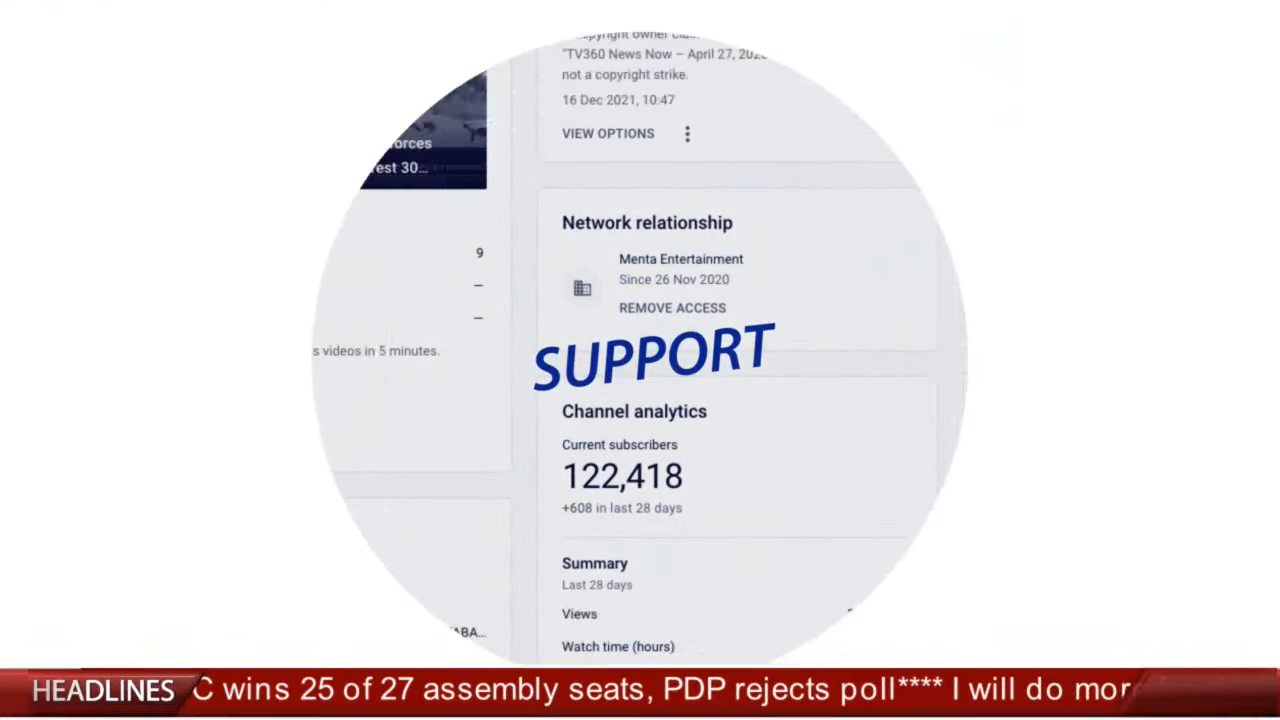 "TV360 News Now – April 27, 202
not a copyright strike.
16 Dec 2021, 10:47
VIEW OPTIONS
orces
est 30...
Network relationship
9
Menta Entertainment
Since 26 Nov 2020
REMOVE ACCESS
SUPPORT
s videos in 5 minutes.
Channel analytics
Current subscribers
122,418
+608 in last 28 days
Summary
Last 28 days
Views
ABA...
Watch time (hours)
HEADLINES C wins 25 of 27 assembly seats, PDP rejects poll**** I will do mor